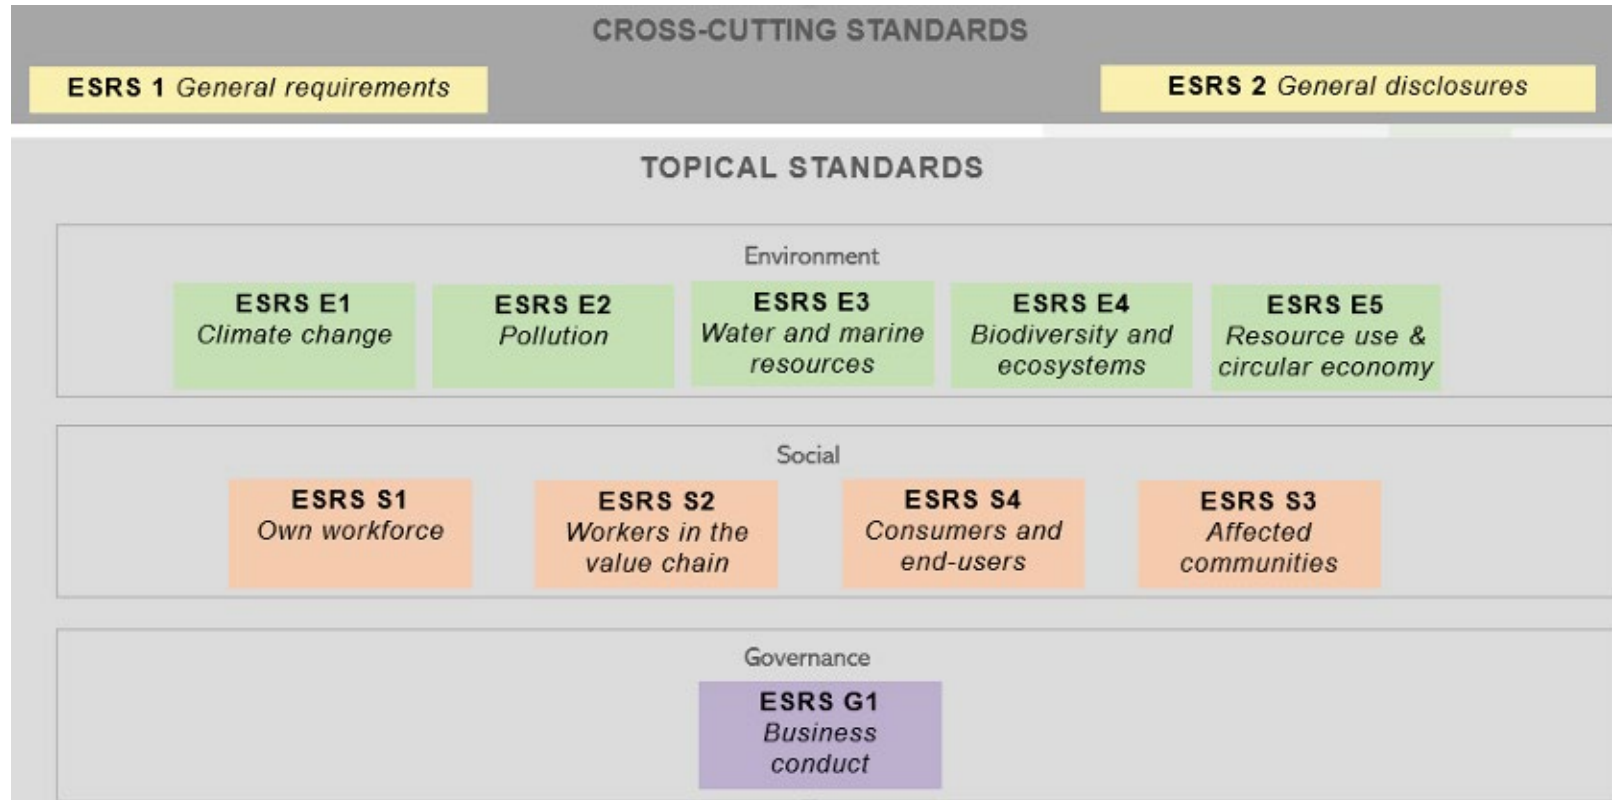 CROSS-CUTTING STANDARDS
ESRS 1 General requirements
ESRS 2 General disclosures
TOPICAL STANDARDS
Environment
ESRS E1
Climate change
ESRS E2
Pollution
ESRS E3
Water and marine
resources
ESRS E4
Biodiversity and
ecosystems
ESRS E5
Resource use &
circular economy
Social
ESRS S1
Own workforce
ESRS S2
Workers in the
value chain
ESRS S4
Consumers and
end-users
ESRS S3
Affected
communities
Governance
ESRS G1
Business
conduct